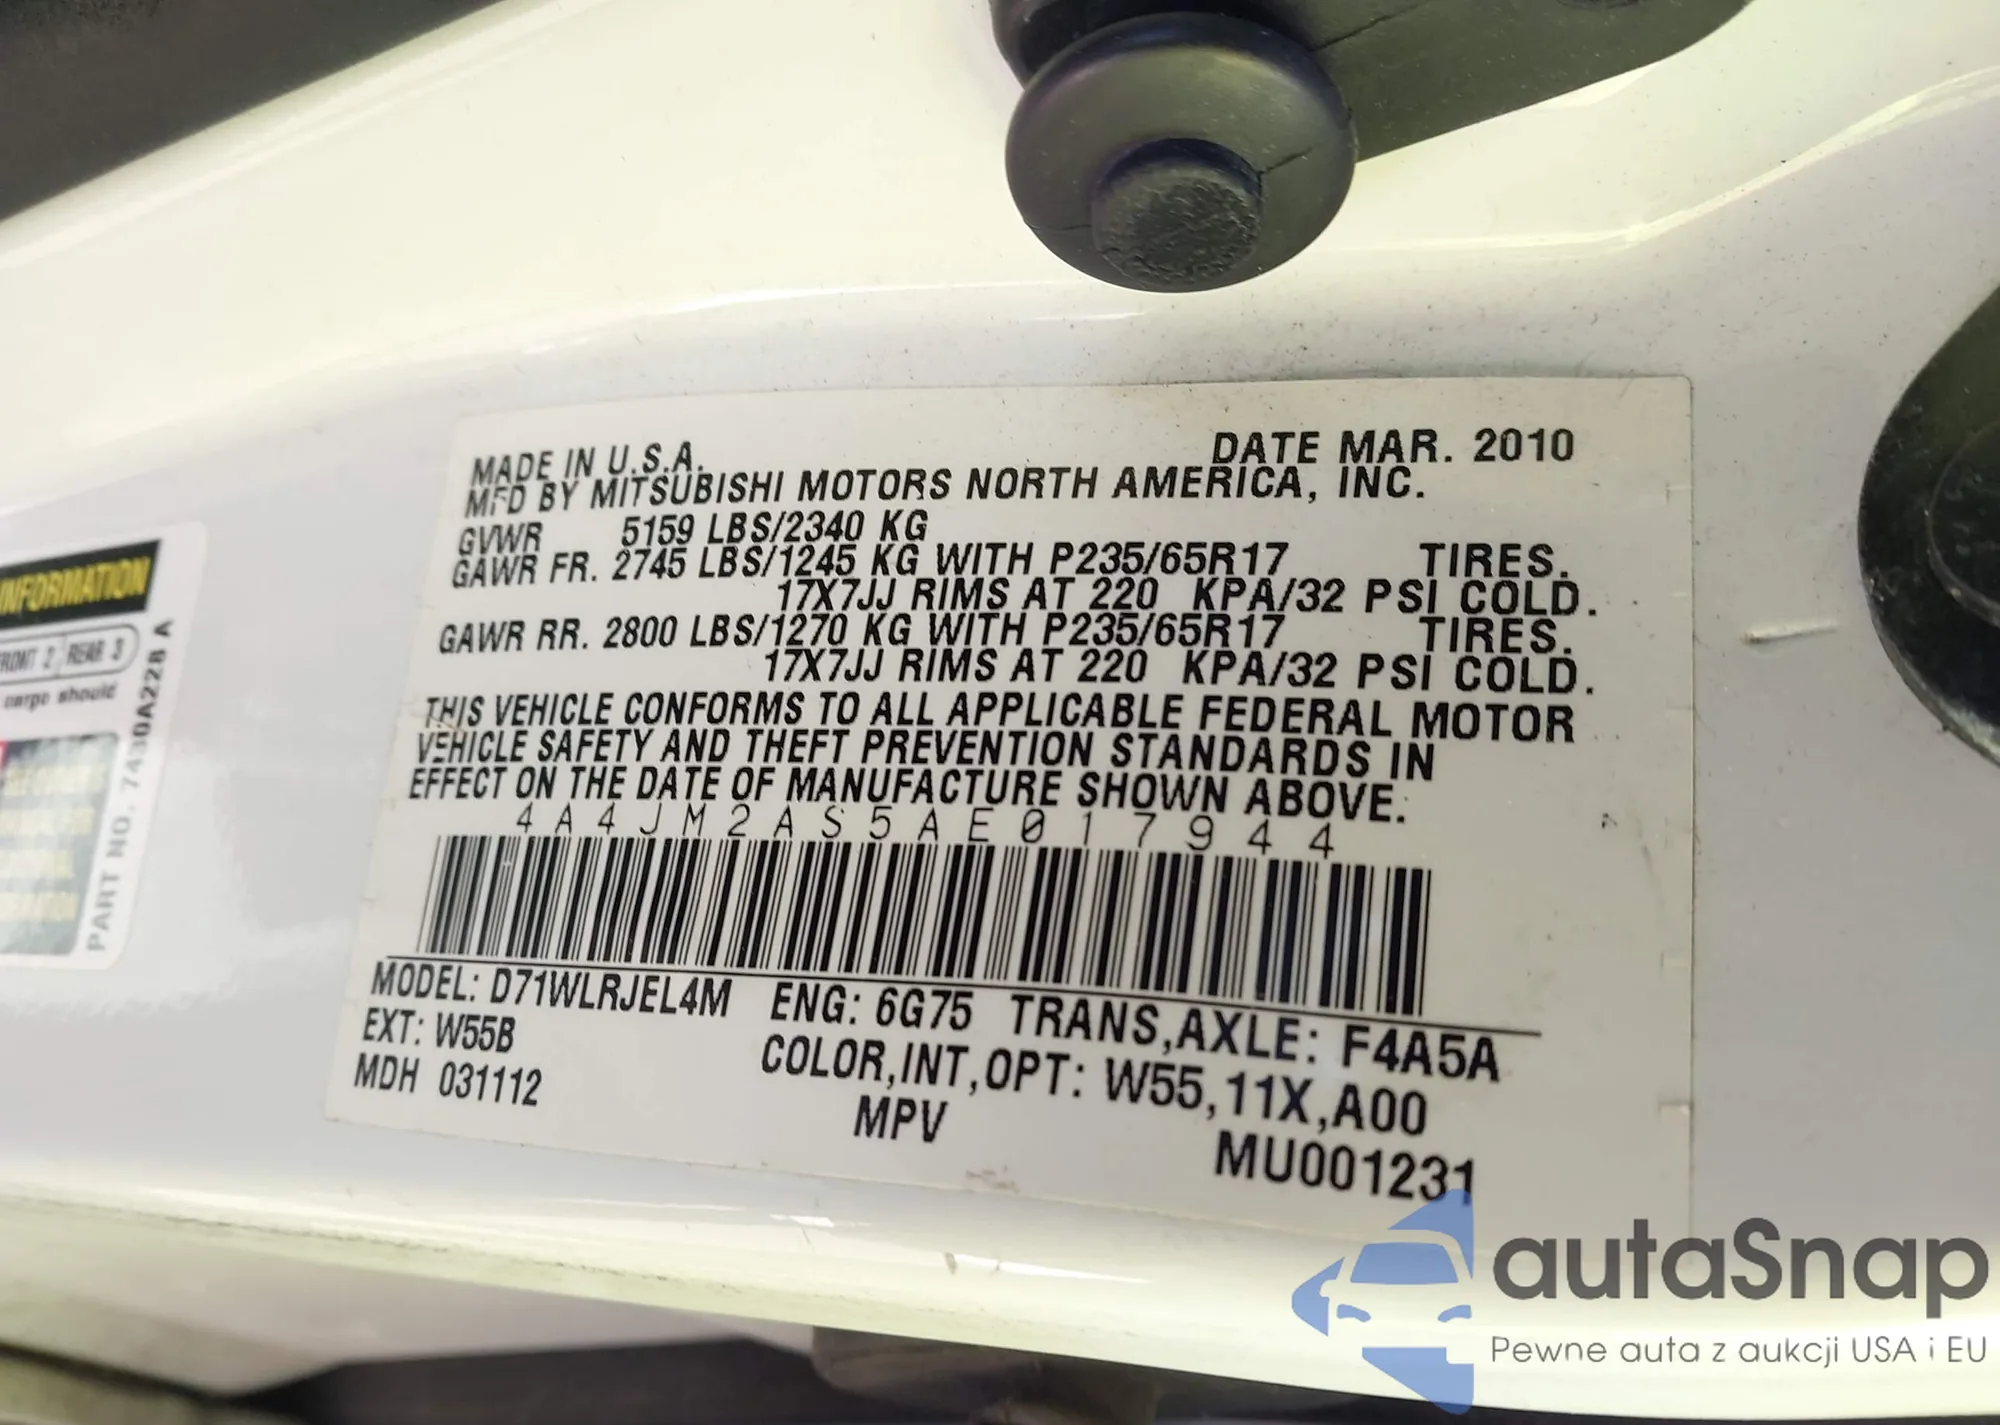 MADE IN U.S.A. DATE MAR. 2010
MFD BY MITSUBISHI MOTORS NORTH AMERICA, INC.
GVWR 5159 LBS/2340 KG
GAWR FR. 2745 LBS/1245 KG WITH P235/65R17 TIRES.
17X7JJ RIMS AT 220 KPA/32 PSI COLD.
GAWR RR. 2800 LBS/1270 KG WITH P235/65R17 TIRES.
17X7JJ RIMS AT 220 KPA/32 PSI COLD.
THIS VEHICLE CONFORMS TO ALL APPLICABLE FEDERAL MOTOR
VEHICLE SAFETY AND THEFT PREVENTION STANDARDS IN
EFFECT ON THE DATE OF MANUFACTURE SHOWN ABOVE.
4A4JM2AS5AE017944
MODEL: D71WLRJEL4M ENG: 6G75 TRANS,AXLE: F4A5A
EXT: W55B COLOR,INT,OPT: W55,11X,A00
MDH 031112 MPV MU001231
INFORMATION
FRONT 2 REAR 3
cargo should
PART NO. 7430A228 A
autaSnap
Pewne auta z aukcji USA i EU